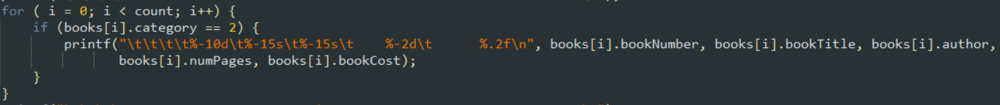 for ( i = 0; i < count; i++) {
if (books[i].category == 2) {
printf("\t\t\t\t%-10d\t%-15s\t%-15s\t    %-2d\t      %.2f\n", books[i].bookNumber, books[i].bookTitle, books[i].author,
books[i].numPages, books[i].bookCost);
}
}